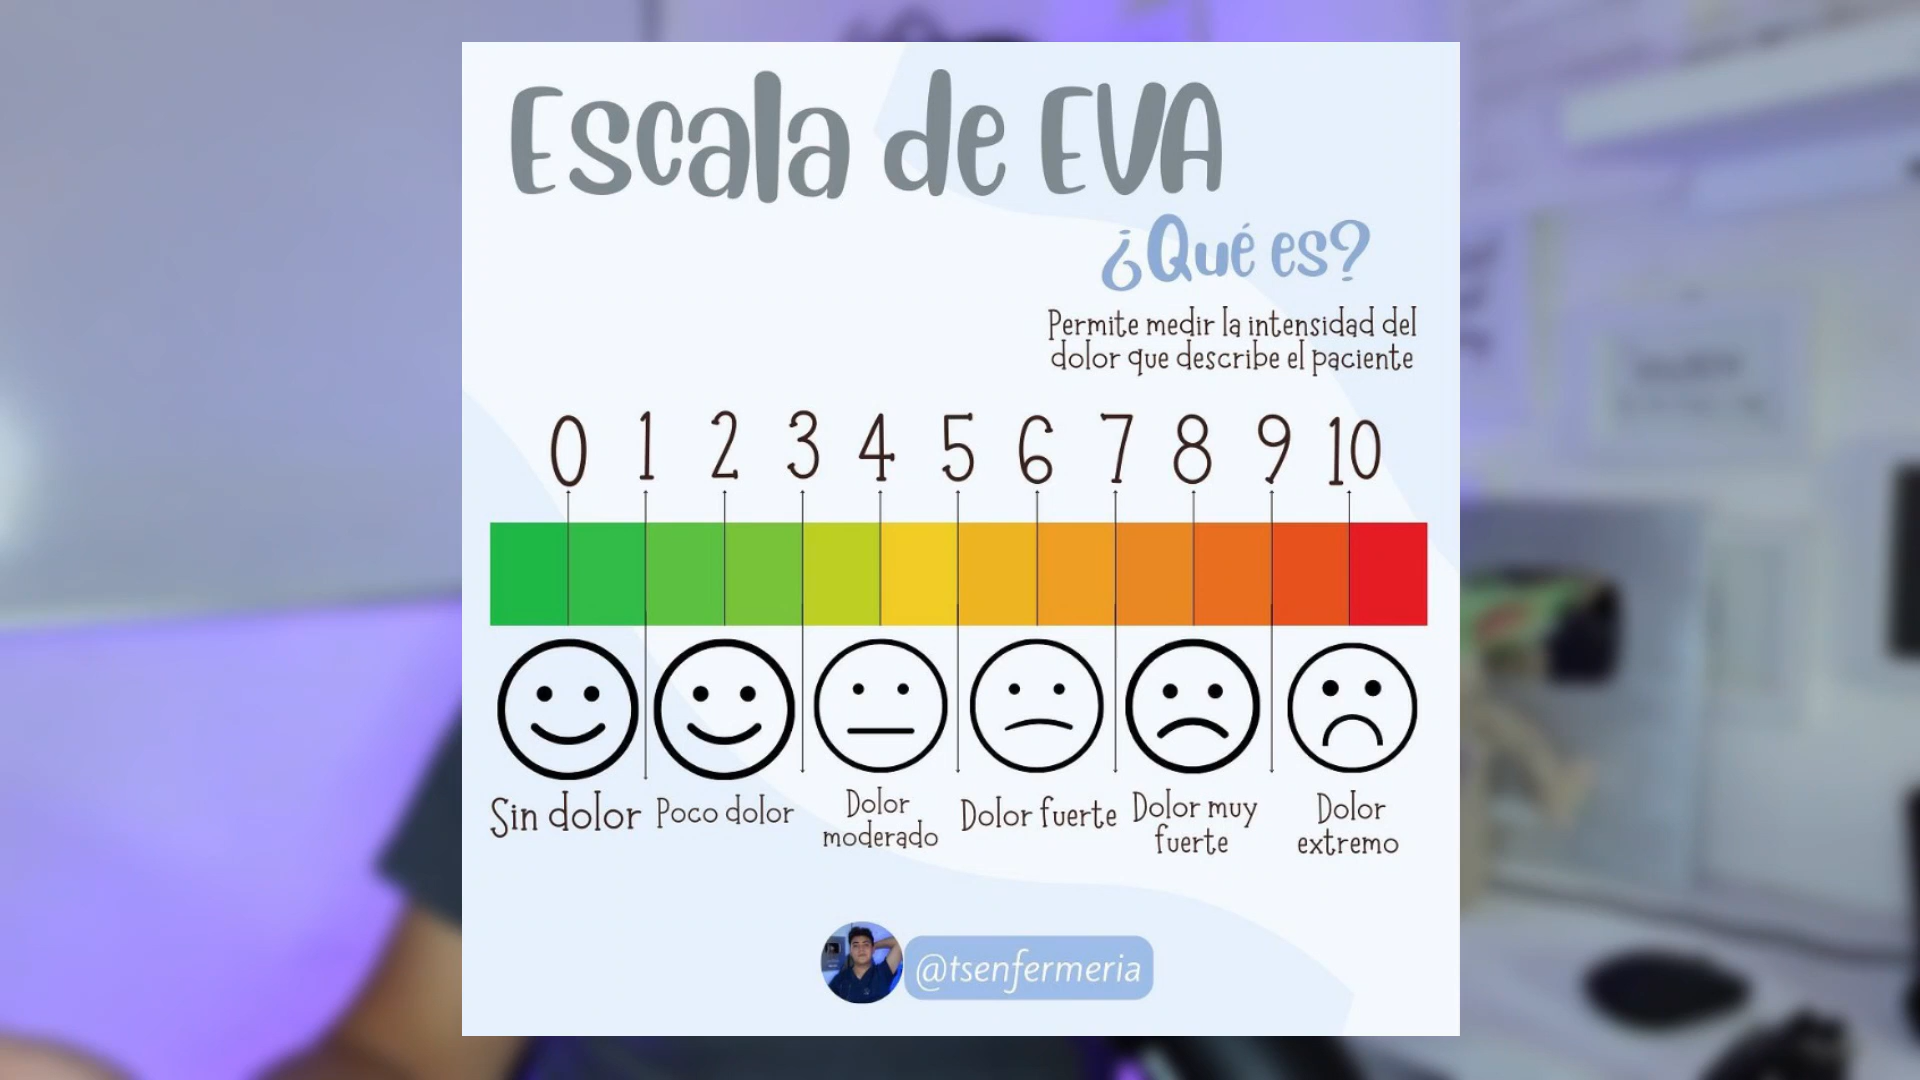 Escala de EVA
¿Qué es?
Permite medir la intensidad del
dolor que describe el paciente
0 1 2 3 4 5 6 7 8 9 10
Sin dolor
Poco dolor
Dolor
moderado
Dolor fuerte
Dolor muy
fuerte
Dolor
extremo
@tsenfermeria